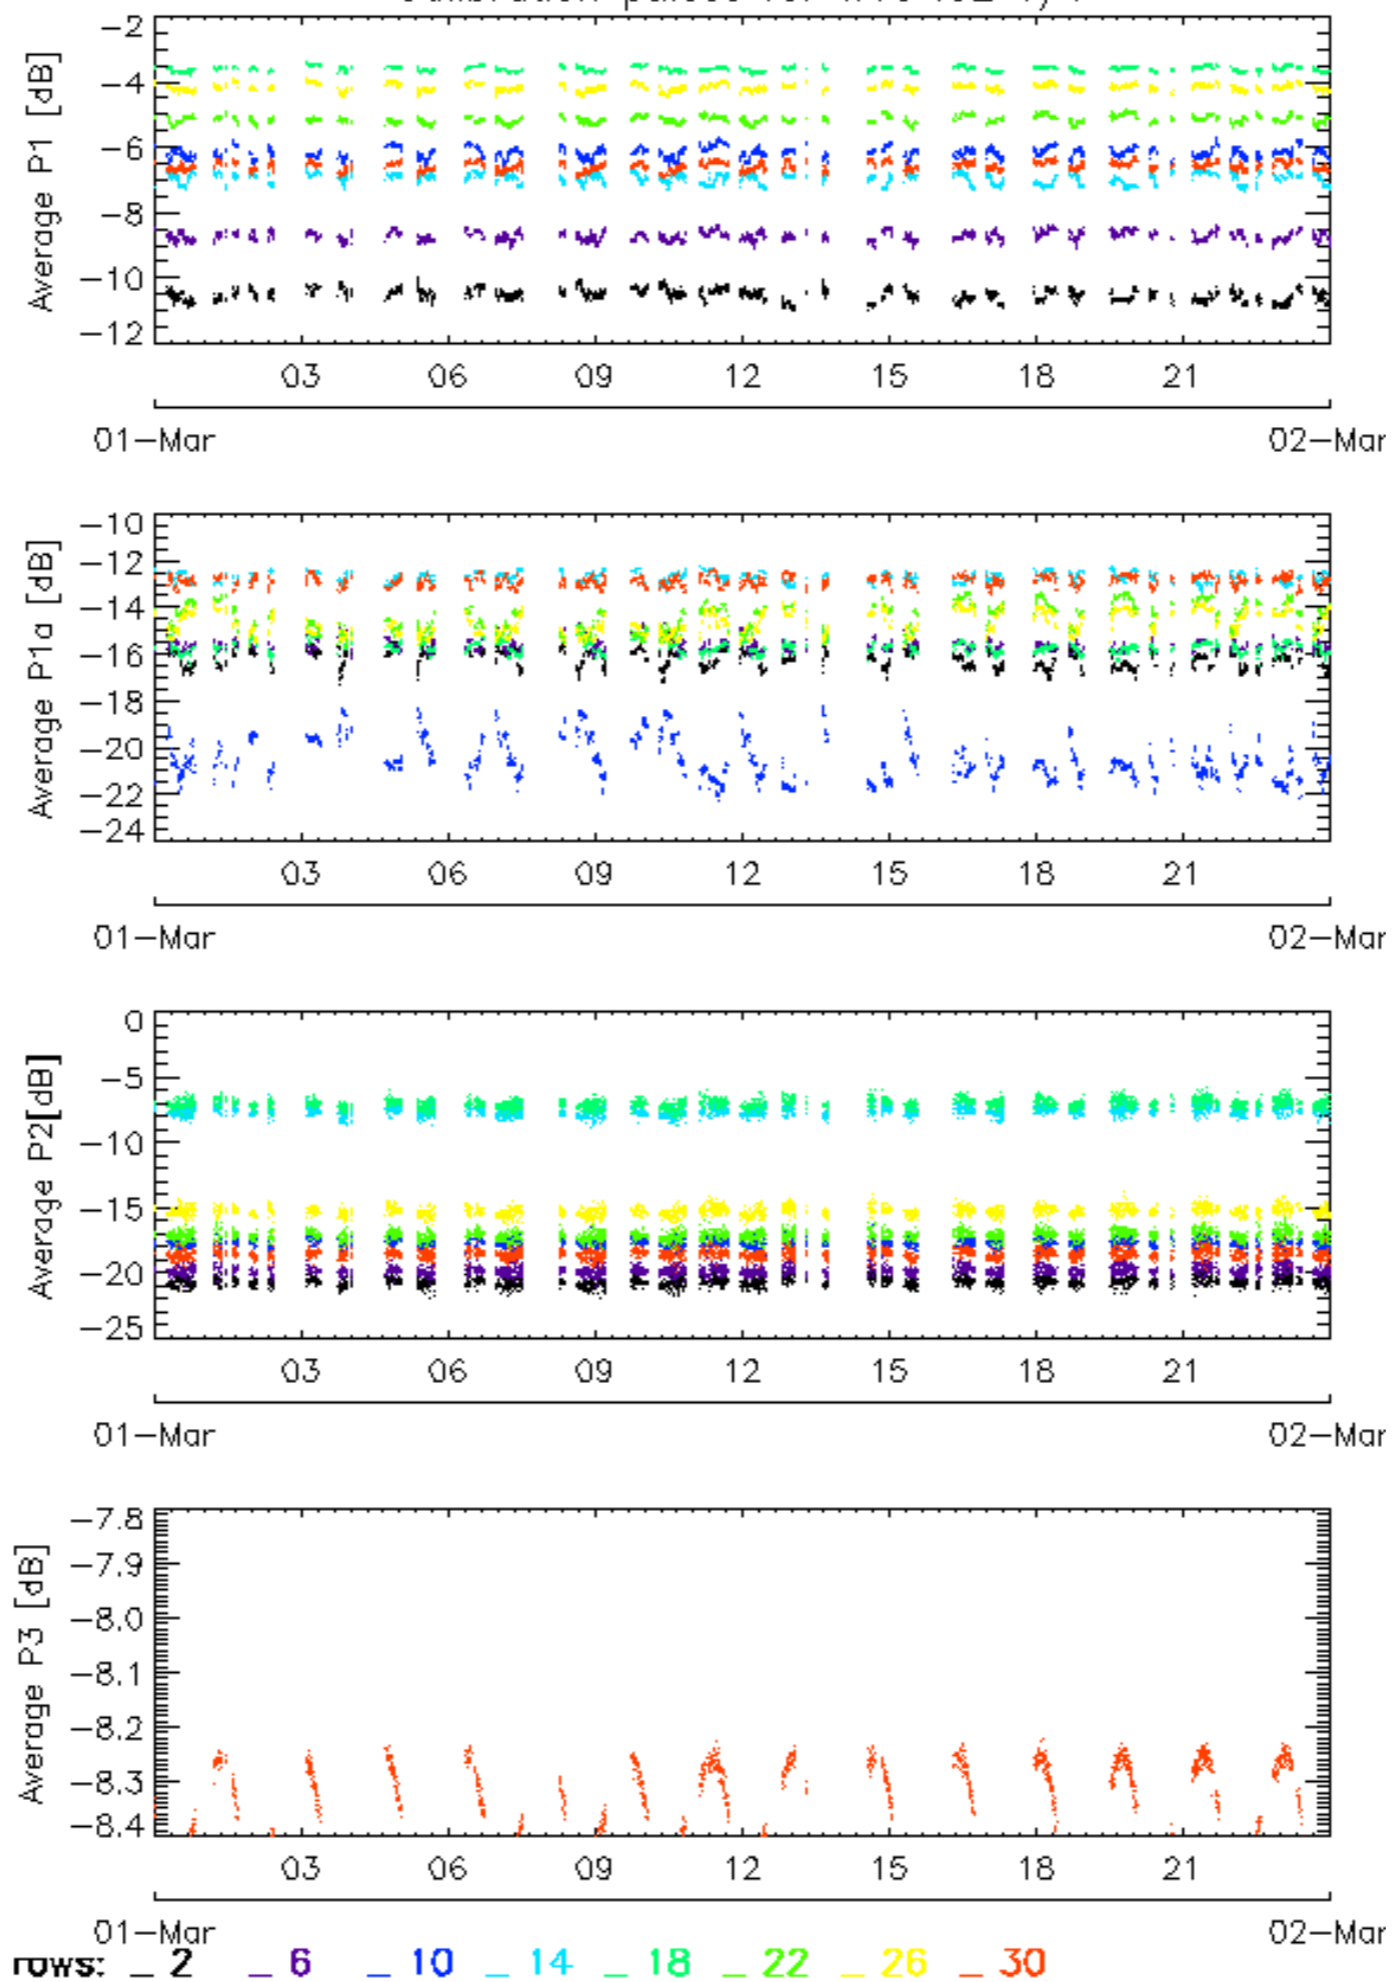 Average P1 [dB]
-2
-4
-6
-8
-10
-12
03 06 09 12 15 18 21
01-Mar 02-Mar
Average P1a [dB]
-10
-12
-14
-16
-18
-20
-22
-24
03 06 09 12 15 18 21
01-Mar 02-Mar
Average P2[dB]
0
-5
-10
-15
-20
-25
03 06 09 12 15 18 21
01-Mar 02-Mar
Average P3 [dB]
-7.8
-7.9
-8.0
-8.1
-8.2
-8.3
-8.4
03 06 09 12 15 18 21
01-Mar 02-Mar
rows: _ 2 _ 6 _ 10 _ 14 _ 18 _ 22 _ 26 _ 30